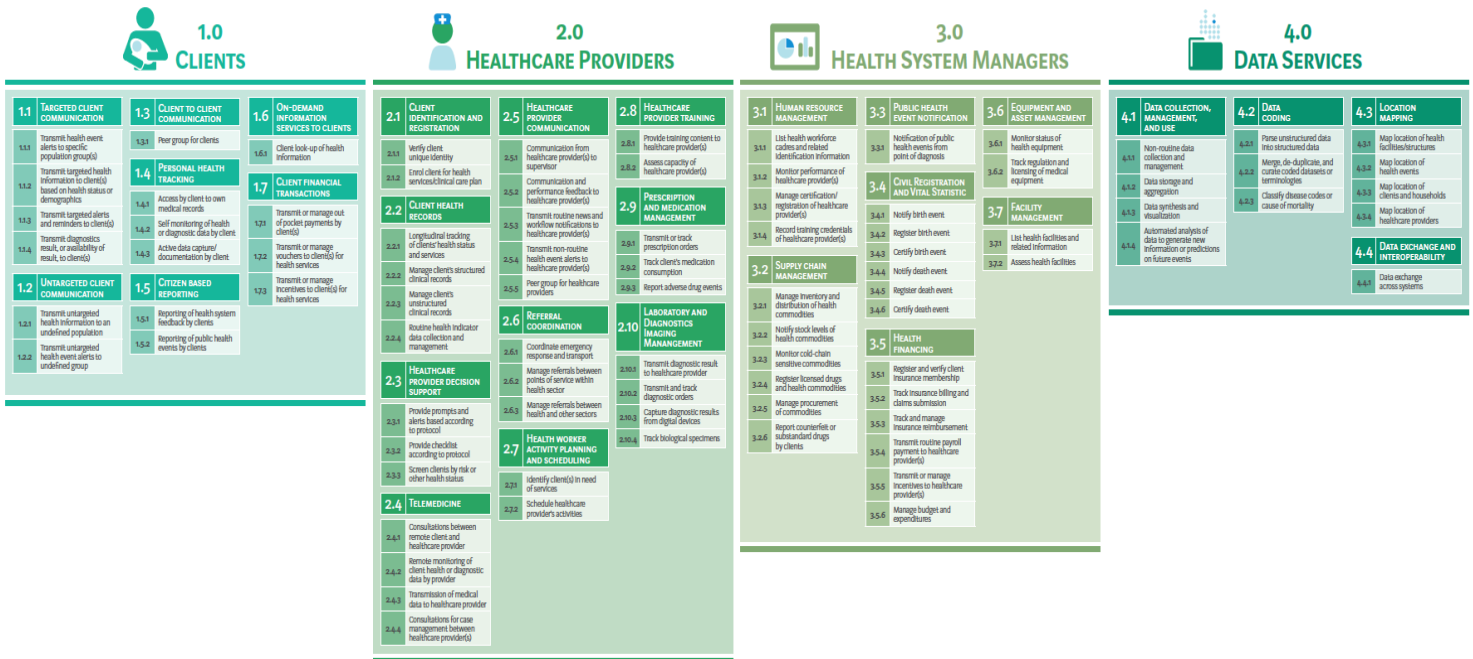 1.0
CLIENTS
1.1 TARGETED CLIENT
COMMUNICATION
1.1.1 Transmit health event
alerts to specific
population group(s)
1.1.2 Transmit targeted health
information to client(s)
based on health status or
demographics
1.1.3 Transmit targeted alerts
and reminders to client(s)
1.1.4 Transmit diagnostics
result, or availability of
result, to client(s)
1.2 UNTARGETED CLIENT
COMMUNICATION
1.2.1 Transmit untargeted
health information to an
undefined population
1.2.2 Transmit untargeted
health event alerts to
undefined group
1.3 CLIENT TO CLIENT
COMMUNICATION
1.3.1 Peer group for clients
1.4 PERSONAL HEALTH
TRACKING
1.4.1 Access by client to own
medical records
1.4.2 Self monitoring of health
or diagnostic data by client
1.4.3 Active data capture/
documentation by client
1.5 CITIZEN BASED
REPORTING
1.5.1 Reporting of health system
feedback by clients
1.5.2 Reporting of public health
events by clients
1.6 ON-DEMAND
INFORMATION
SERVICES TO CLIENTS
1.6.1 Client look-up of health
information
1.7 CLIENT FINANCIAL
TRANSACTIONS
1.7.1 Transmit or manage out
of pocket payments by
client(s)
1.7.2 Transmit or manage
vouchers to client(s) for
health services
1.7.3 Transmit or manage
incentives to client(s) for
health services
2.0
HEALTHCARE PROVIDERS
2.1 CLIENT
IDENTIFICATION AND
REGISTRATION
2.1.1 Verify client
unique identity
2.1.2 Enrol client for health
services/clinical care plan
2.2 CLIENT HEALTH
RECORDS
2.2.1 Longitudinal tracking
of clients' health status
and services
2.2.2 Manage client's structured
clinical records
2.2.3 Manage client's
unstructured
clinical records
2.2.4 Routine health indicator
data collection and
management
2.3 HEALTHCARE
PROVIDER DECISION
SUPPORT
2.3.1 Provide prompts and
alerts based according
to protocol
2.3.2 Provide checklist
according to protocol
2.3.3 Screen clients by risk or
other health status
2.4 TELEMEDICINE
2.4.1 Consultations between
remote client and
healthcare provider
2.4.2 Remote monitoring of
client health or diagnostic
data by provider
2.4.3 Transmission of medical
data to healthcare provider
2.4.4 Consultations for case
management between
healthcare provider(s)
2.5 HEALTHCARE
PROVIDER
COMMUNICATION
2.5.1 Communication from
healthcare provider(s) to
supervisor
2.5.2 Communication and
performance feedback to
healthcare provider(s)
2.5.3 Transmit routine news and
workflow notifications to
healthcare provider(s)
2.5.4 Transmit non-routine
health event alerts to
healthcare provider(s)
2.5.5 Peer group for healthcare
providers
2.6 REFERRAL
COORDINATION
2.6.1 Coordinate emergency
response and transport
2.6.2 Manage referrals between
points of service within
health sector
2.6.3 Manage referrals between
health and other sectors
2.7 HEALTH WORKER
ACTIVITY PLANNING
AND SCHEDULING
2.7.1 Identify client(s) in need
of services
2.7.2 Schedule healthcare
provider's activities
2.8 HEALTHCARE
PROVIDER TRAINING
2.8.1 Provide training content to
healthcare provider(s)
2.8.2 Assess capacity of
healthcare provider(s)
2.9 PRESCRIPTION
AND MEDICATION
MANAGEMENT
2.9.1 Transmit or track
prescription orders
2.9.2 Track client's medication
consumption
2.9.3 Report adverse drug events
2.10 LABORATORY AND
DIAGNOSTICS
IMAGING
MANANGEMENT
2.10.1 Transmit diagnostic result
to healthcare provider
2.10.2 Transmit and track
diagnostic orders
2.10.3 Capture diagnostic results
from digital devices
2.10.4 Track biological specimens
3.0
HEALTH SYSTEM MANAGERS
3.1 HUMAN RESOURCE
MANAGEMENT
3.1.1 List health workforce
cadres and related
identification information
3.1.2 Monitor performance of
healthcare provider(s)
3.1.3 Manage certification/
registration of healthcare
provider(s)
3.1.4 Record training credentials
of healthcare provider(s)
3.2 SUPPLY CHAIN
MANAGEMENT
3.2.1 Manage inventory and
distribution of health
commodities
3.2.2 Notify stock levels of
health commodities
3.2.3 Monitor cold-chain
sensitive commodities
3.2.4 Register licensed drugs
and health commodities
3.2.5 Manage procurement
of commodities
3.2.6 Report counterfeit or
substandard drugs
by clients
3.3 PUBLIC HEALTH
EVENT NOTIFICATION
3.3.1 Notification of public
health events from
point of diagnosis
3.4 CIVIL REGISTRATION
AND VITAL STATISTIC
3.4.1 Notify birth event
3.4.2 Register birth event
3.4.3 Certify birth event
3.4.4 Notify death event
3.4.5 Register death event
3.4.6 Certify death event
3.5 HEALTH
FINANCING
3.5.1 Register and verify client
insurance membership
3.5.2 Track insurance billing and
claims submission
3.5.3 Track and manage
insurance reimbursement
3.5.4 Transmit routine payroll
payment to healthcare
provider(s)
3.5.5 Transmit or manage
incentives to healthcare
provider(s)
3.5.6 Manage budget and
expenditures
3.6 EQUIPMENT AND
ASSET MANAGEMENT
3.6.1 Monitor status of
health equipment
3.6.2 Track regulation and
licensing of medical
equipment
3.7 FACILITY
MANAGEMENT
3.7.1 List health facilities and
related information
3.7.2 Assess health facilities
4.0
DATA SERVICES
4.1 DATA COLLECTION,
MANAGEMENT,
AND USE
4.1.1 Non-routine data
collection and
management
4.1.2 Data storage and
aggregation
4.1.3 Data synthesis and
visualization
4.1.4 Automated analysis of
data to generate new
information or predictions
on future events
4.2 DATA
CODING
4.2.1 Parse unstructured data
into structured data
4.2.2 Merge, de-duplicate, and
curate coded datasets or
terminologies
4.2.3 Classify disease codes or
cause of mortality
4.3 LOCATION
MAPPING
4.3.1 Map location of health
facilities/structures
4.3.2 Map location of
health events
4.3.3 Map location of
clients and households
4.3.4 Map location of
healthcare providers
4.4 DATA EXCHANGE AND
INTEROPERABILITY
4.4.1 Data exchange
across systems